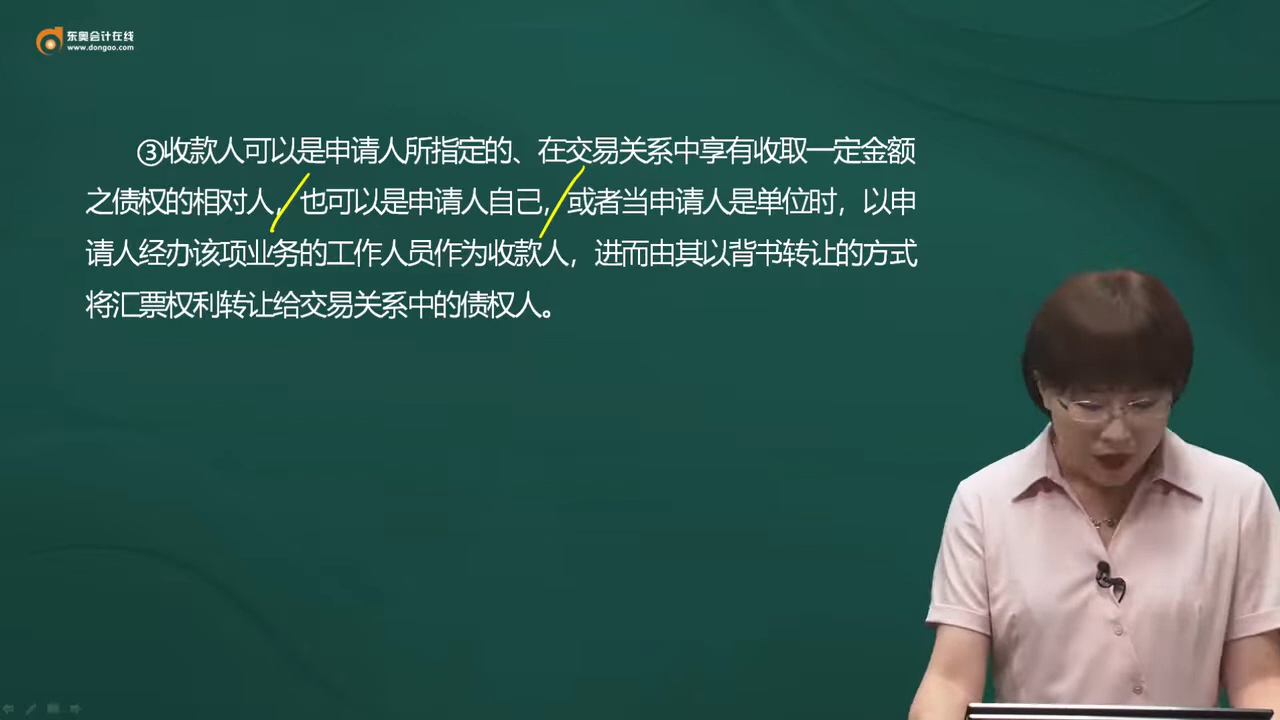 东奥会计在线
www.dongao.com
③收款人可以是申请人所指定的、在交易关系中享有收取一定金额
之债权的相对人，也可以是申请人自己，或者当申请人是单位时，以申
请人经办该项业务的工作人员作为收款人，进而由其以背书转让的方式
将汇票权利转让给交易关系中的债权人。